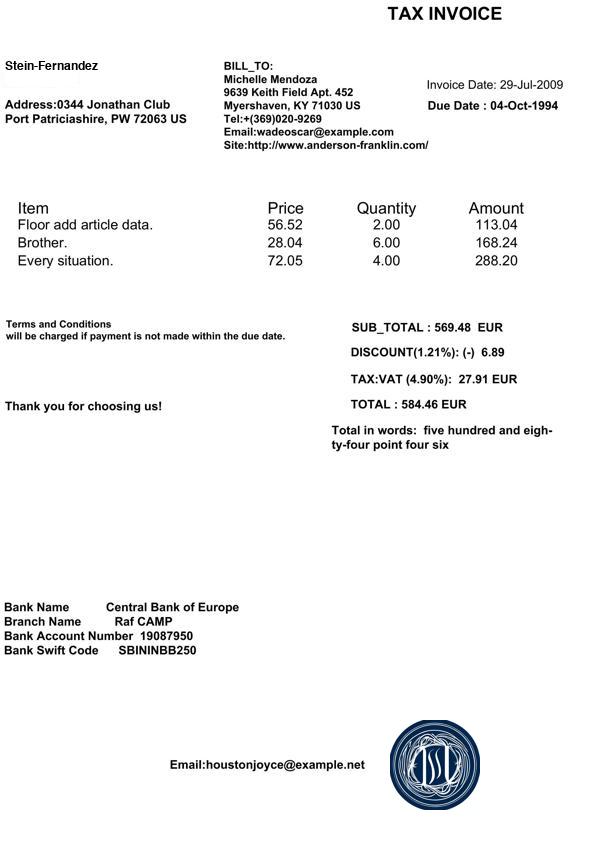 TAX INVOICE
Stein-Fernandez
Address:0344 Jonathan Club
Port Patriciashire, PW 72063 US
BILL_TO:
Michelle Mendoza
9639 Keith Field Apt. 452
Myershaven, KY 71030 US
Tel:+(369)020-9269
Email:wadeoscar@example.com
Site:http://www.anderson-franklin.com/
Invoice Date: 29-Jul-2009
Due Date : 04-Oct-1994
Item Price Quantity Amount
Floor add article data. 56.52 2.00 113.04
Brother. 28.04 6.00 168.24
Every situation. 72.05 4.00 288.20
Terms and Conditions
will be charged if payment is not made within the due date.
SUB_TOTAL : 569.48 EUR
DISCOUNT(1.21%): (-) 6.89
TAX:VAT (4.90%): 27.91 EUR
TOTAL : 584.46 EUR
Thank you for choosing us!
Total in words: five hundred and eigh-
ty-four point four six
Bank Name Central Bank of Europe
Branch Name Raf CAMP
Bank Account Number 19087950
Bank Swift Code SBININBB250
Email:houstonjoyce@example.net